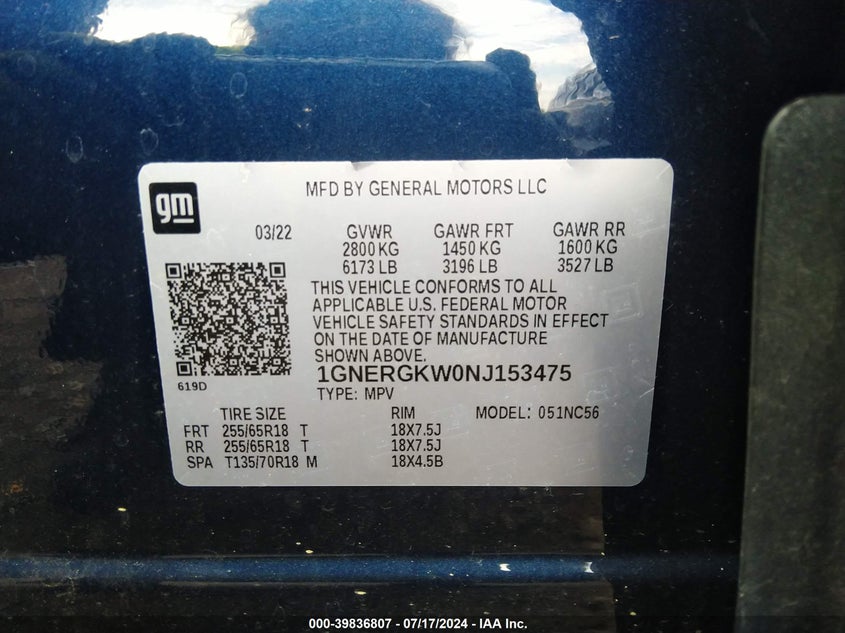 gm
MFD BY GENERAL MOTORS LLC
03/22 GVWR GAWR FRT GAWR RR
2800 KG 1450 KG 1600 KG
6173 LB 3196 LB 3527 LB
THIS VEHICLE CONFORMS TO ALL
APPLICABLE U.S. FEDERAL MOTOR
VEHICLE SAFETY STANDARDS IN EFFECT
ON THE DATE OF MANUFACTURE
SHOWN ABOVE.
619D
1GNERGKW0NJ153475
TYPE: MPV
TIRE SIZE RIM MODEL: 051NC56
FRT 255/65R18 T 18X7.5J
RR 255/65R18 T 18X7.5J
SPA T135/70R18 M 18X4.5B
000-39836807 - 07/17/2024 - IAA Inc.